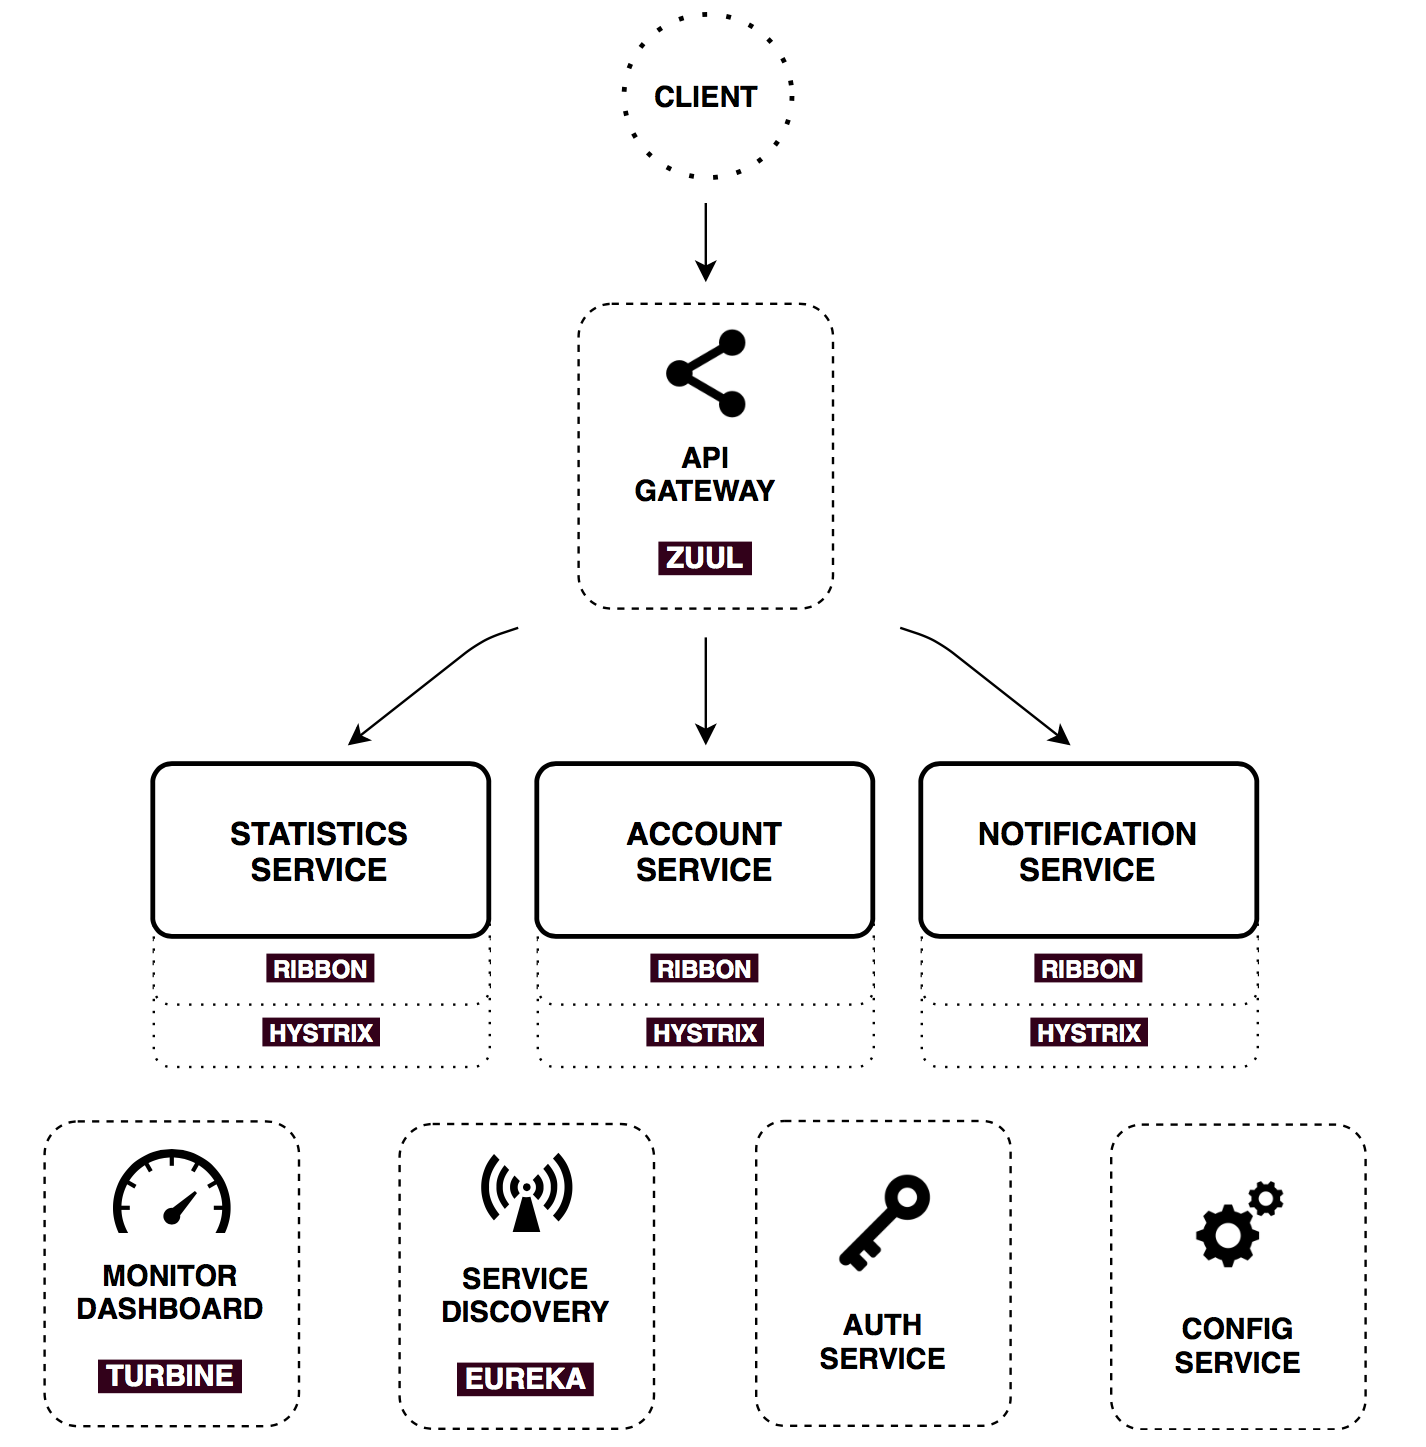 CLIENT
API
GATEWAY
ZUUL
STATISTICS
SERVICE
RIBBON
HYSTRIX
ACCOUNT
SERVICE
RIBBON
HYSTRIX
NOTIFICATION
SERVICE
RIBBON
HYSTRIX
MONITOR
DASHBOARD
TURBINE
SERVICE
DISCOVERY
EUREKA
AUTH
SERVICE
CONFIG
SERVICE